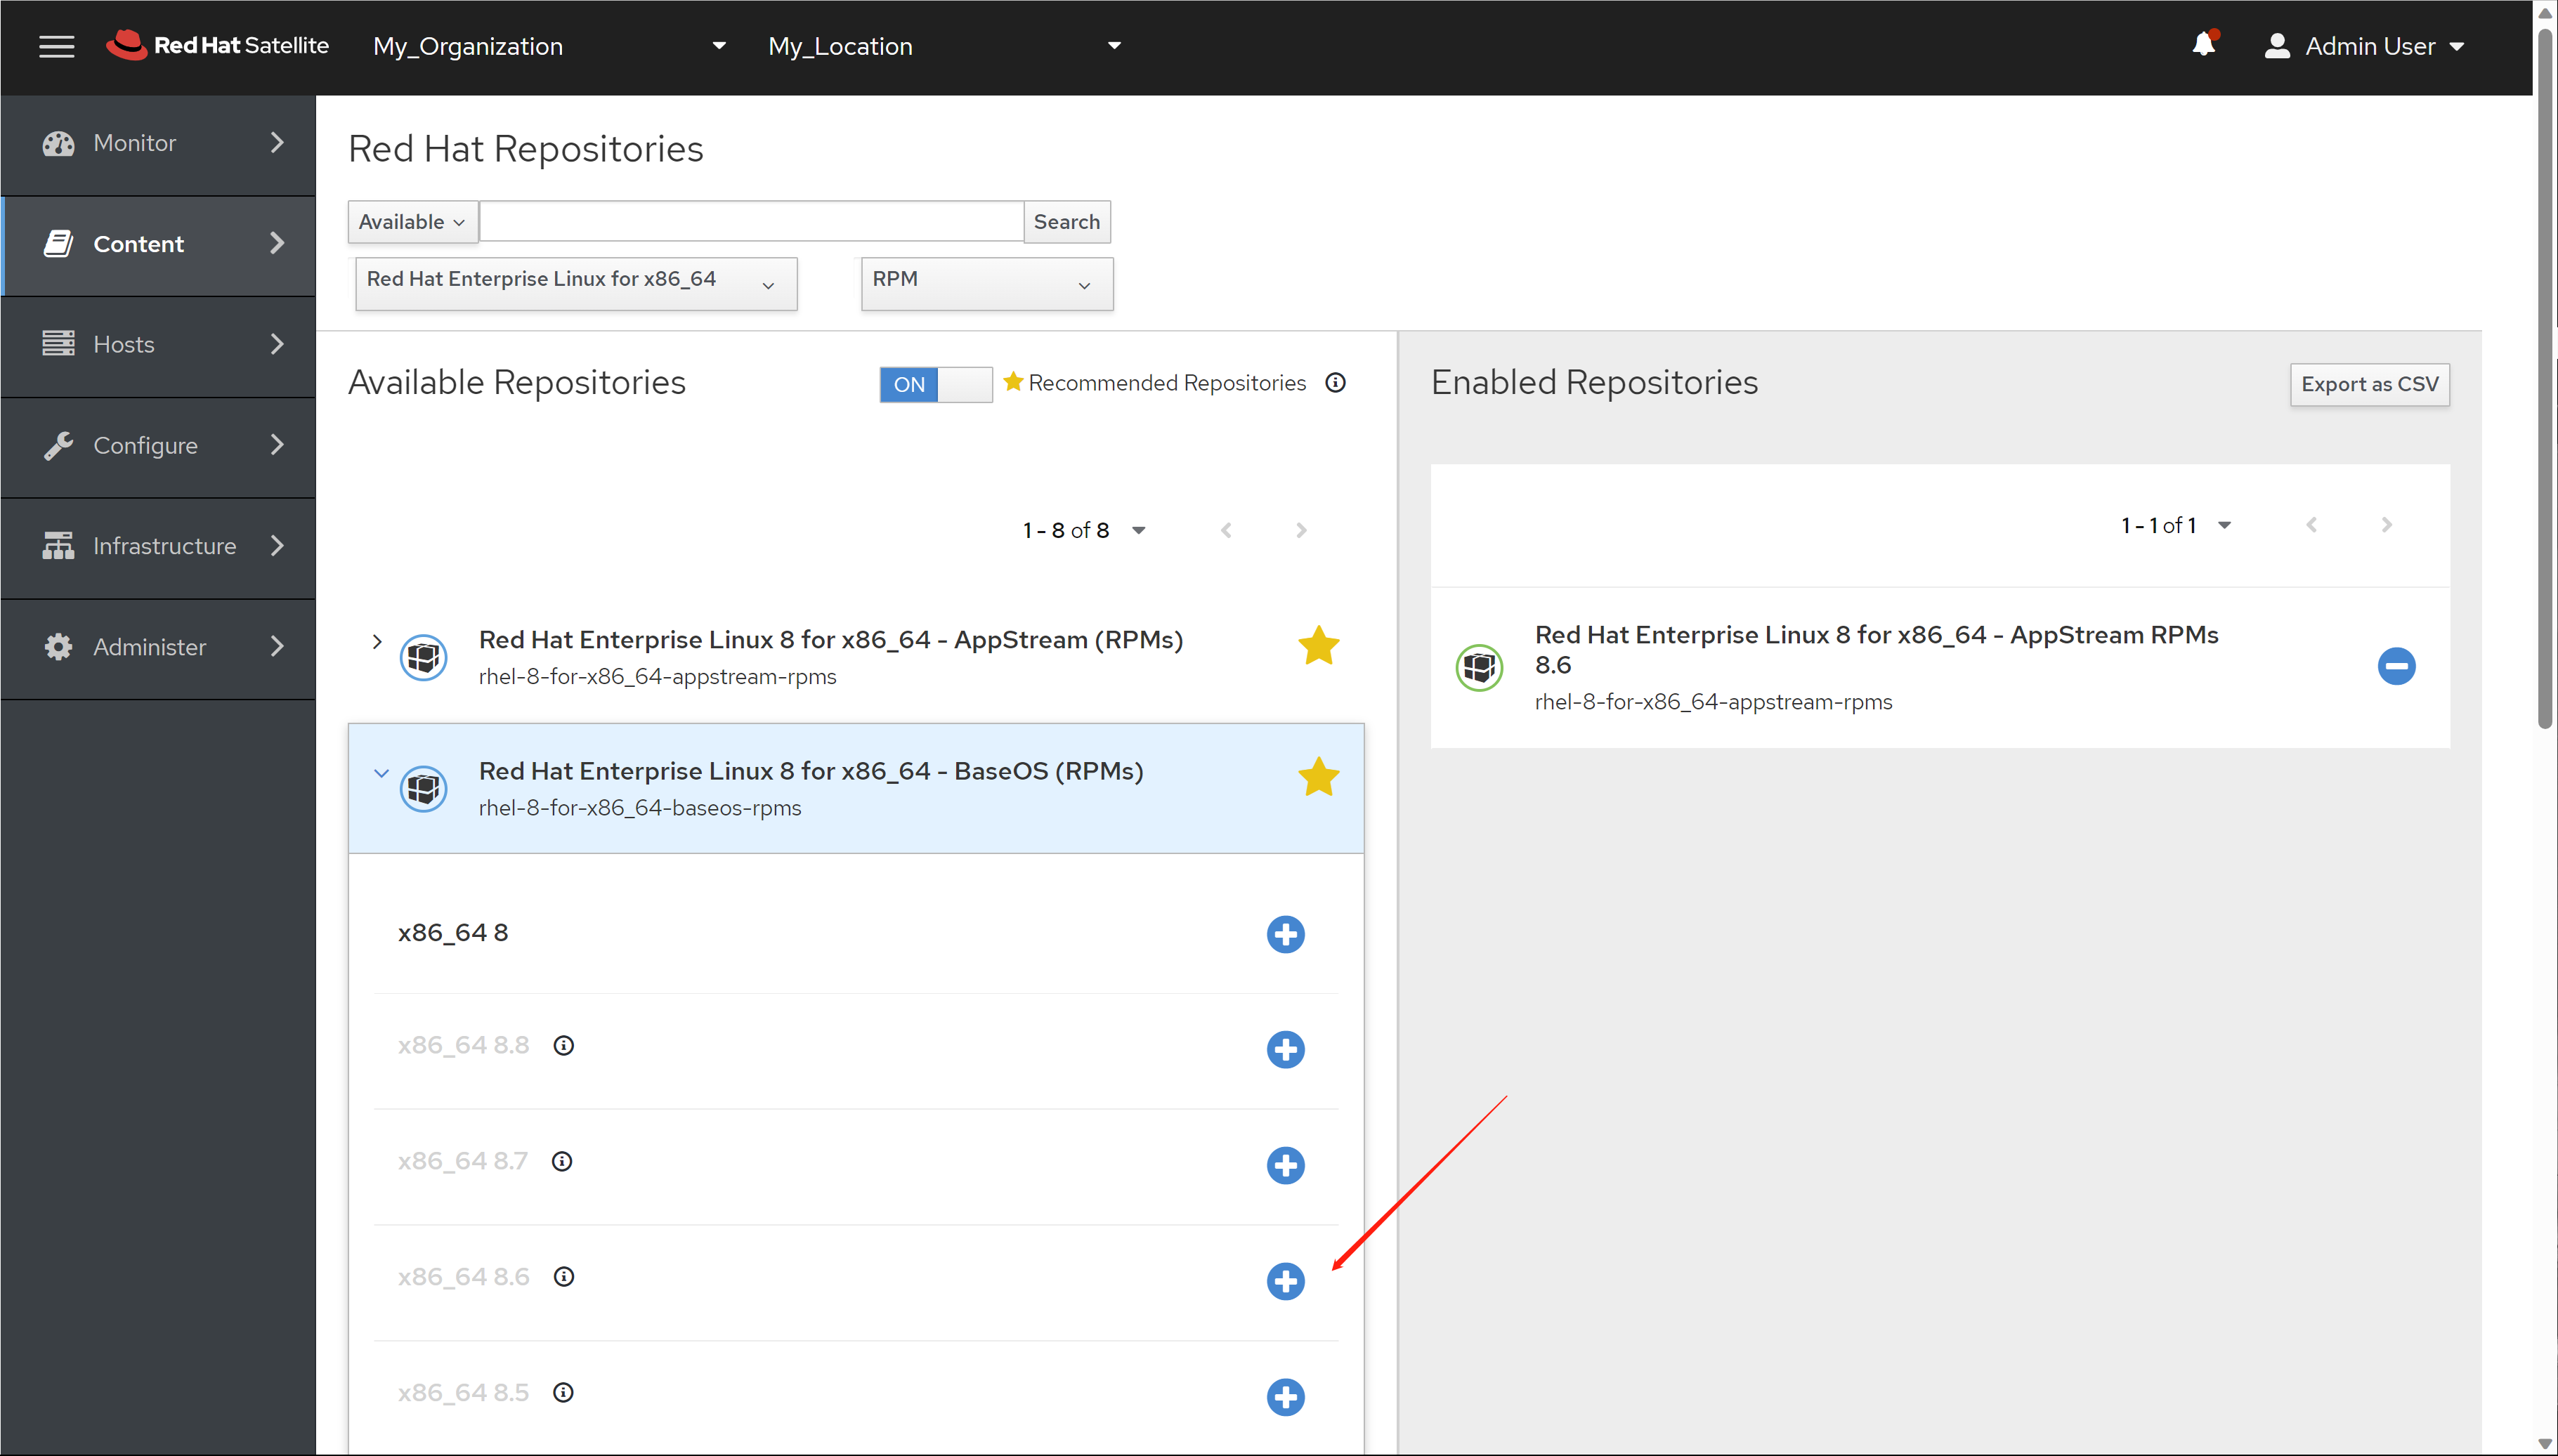 Red Hat Satellite
My_Organization
My_Location
Admin User
Monitor
Content
Hosts
Configure
Infrastructure
Administer
Red Hat Repositories
Available
Search
Red Hat Enterprise Linux for x86_64
RPM
Available Repositories
ON
Recommended Repositories
1 - 8 of 8
Red Hat Enterprise Linux 8 for x86_64 - AppStream (RPMs)
rhel-8-for-x86_64-appstream-rpms
Red Hat Enterprise Linux 8 for x86_64 - BaseOS (RPMs)
rhel-8-for-x86_64-baseos-rpms
x86_64 8
x86_64 8.8
x86_64 8.7
x86_64 8.6
x86_64 8.5
Enabled Repositories
Export as CSV
1 - 1 of 1
Red Hat Enterprise Linux 8 for x86_64 - AppStream RPMs
8.6
rhel-8-for-x86_64-appstream-rpms